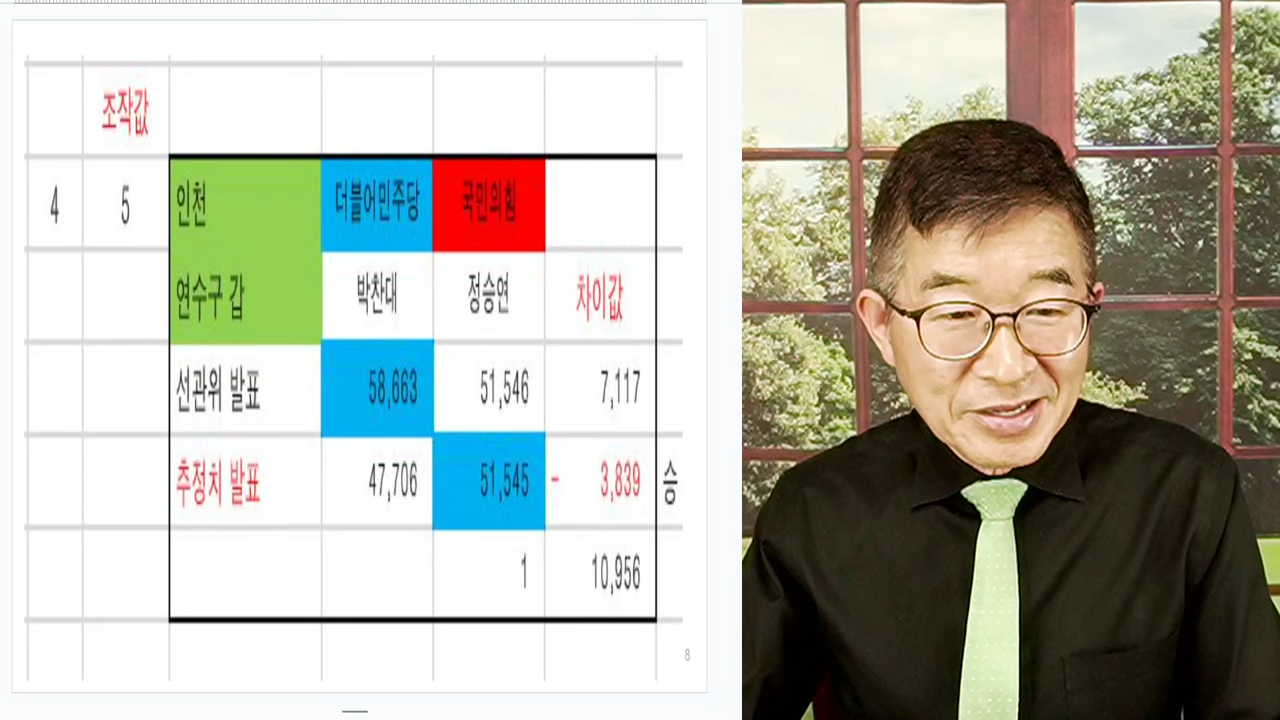 조작값
4 5 인천 더불어민주당 국민의힘
연수구 갑 박찬대 정승연 차이값
선관위 발표 58,663 51,546 7,117
추정치 발표 47,706 51,545 - 3,839 승
1 10,956
8